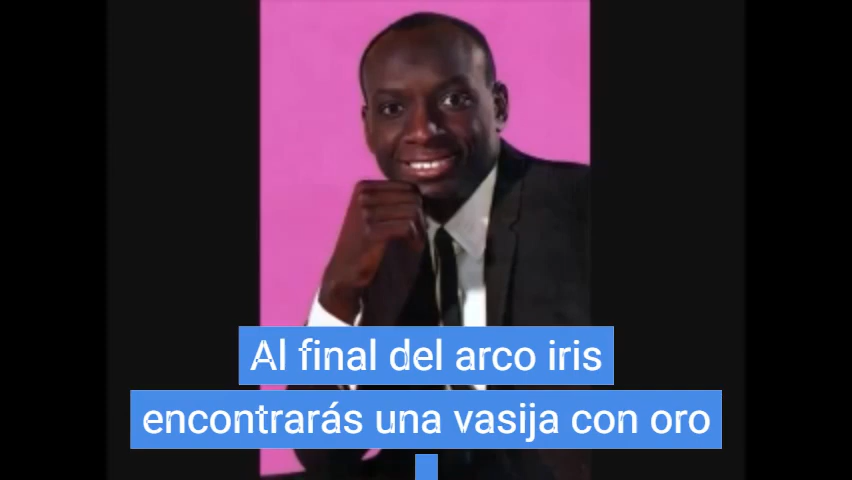 Al final del arco iris
encontrarás una vasija con oro